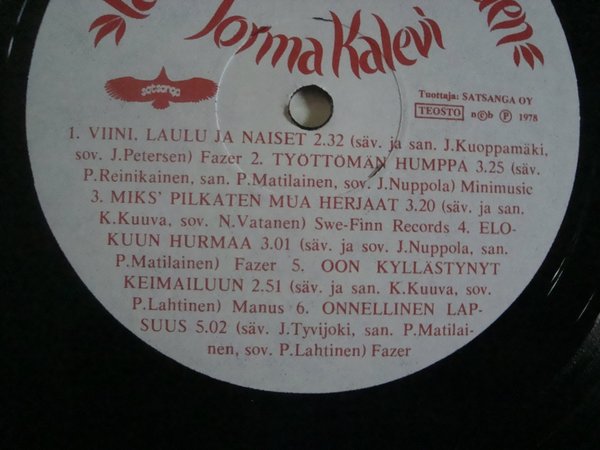 Jorma Kalevi
satsanga
Tuottaja: SATSANGA OY
TEOSTO n©b Ⓟ 1978
1. VIINI, LAULU JA NAISET 2.32 (säv. ja san. J.Kuoppamäki,
sov. J.Petersen) Fazer 2. TYÖTTÖMÄN HUMPPA 3.25 (säv.
P.Reinikainen, san. P.Matilainen, sov. J.Nuppola) Minimusic
3. MIKS' PILKATEN MUA HERJAAT 3.20 (säv. ja san.
K.Kuuva, sov. N.Vatanen) Swe-Finn Records 4. ELO-
KUUN HURMAA 3.01 (säv. ja sov. J.Nuppola, san.
P.Matilainen) Fazer 5. OON KYLLÄSTYNYT
KEIMAILUUN 2.51 (säv. ja san. K.Kuuva, sov.
P.Lahtinen) Manus 6. ONNELLINEN LAP-
SUUS 5.02 (säv. J.Tyvijoki, san. P.Matilai-
nen, sov. P.Lahtinen) Fazer